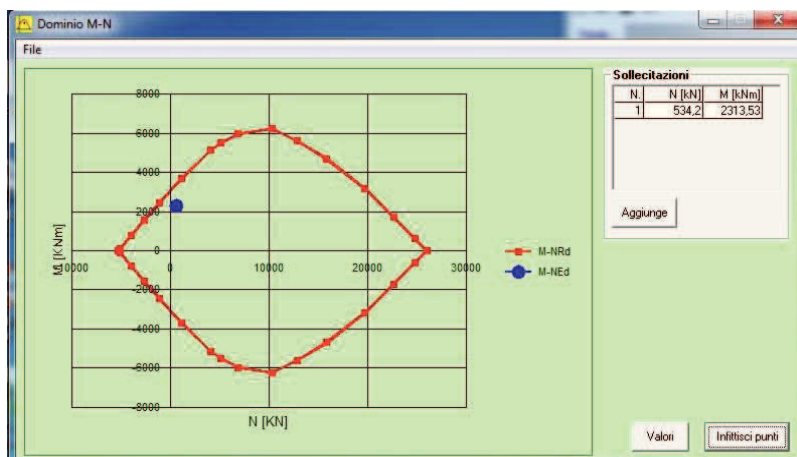 Dominio M-N
File
8000
6000
4000
2000
0
-2000
-4000
-6000
-8000
M [KNm]
10000 0 10000 20000 30000
N [KN]
M-NRd
M-NEd
Sollecitazioni
N. N [kN] M [kNm]
1 534,2 2313,53
Aggiunge
Valori
Infittisci punti